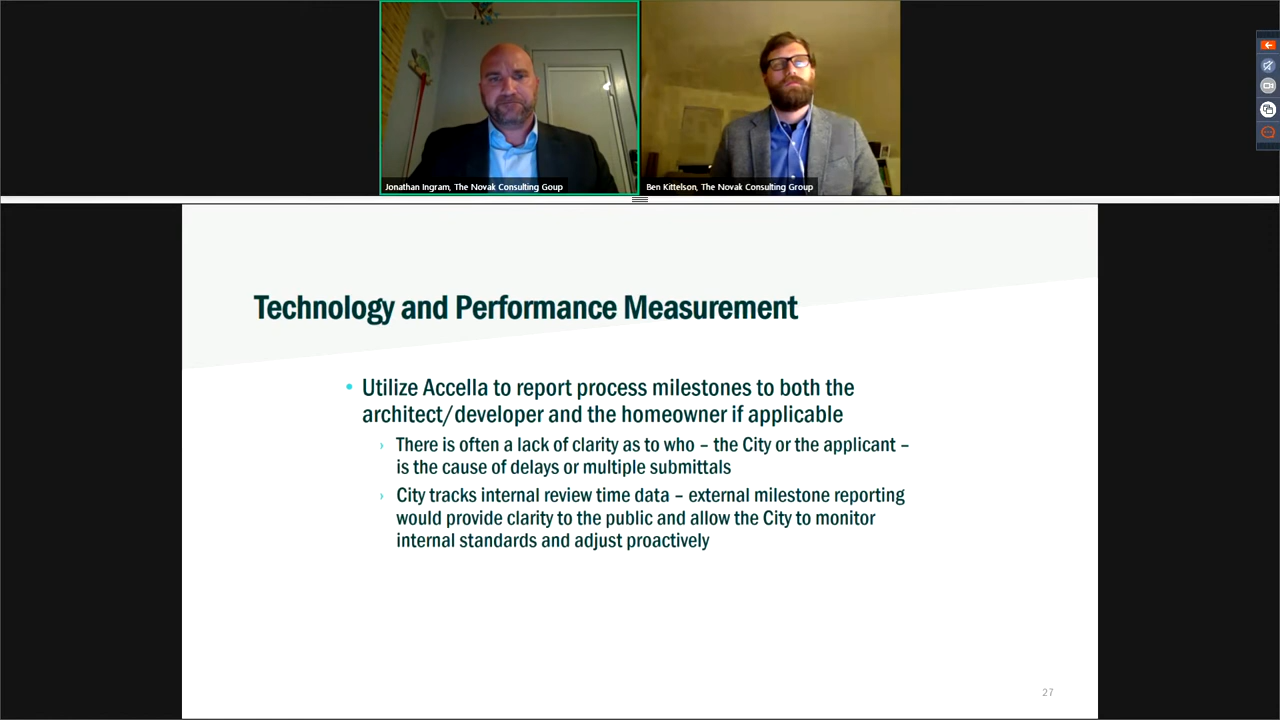 Jonathan Ingram, The Novak Consulting Goup
Ben Kittelson, The Novak Consulting Group
Technology and Performance Measurement
• Utilize Accella to report process milestones to both the
architect/developer and the homeowner if applicable
› There is often a lack of clarity as to who – the City or the applicant –
is the cause of delays or multiple submittals
› City tracks internal review time data – external milestone reporting
would provide clarity to the public and allow the City to monitor
internal standards and adjust proactively
27